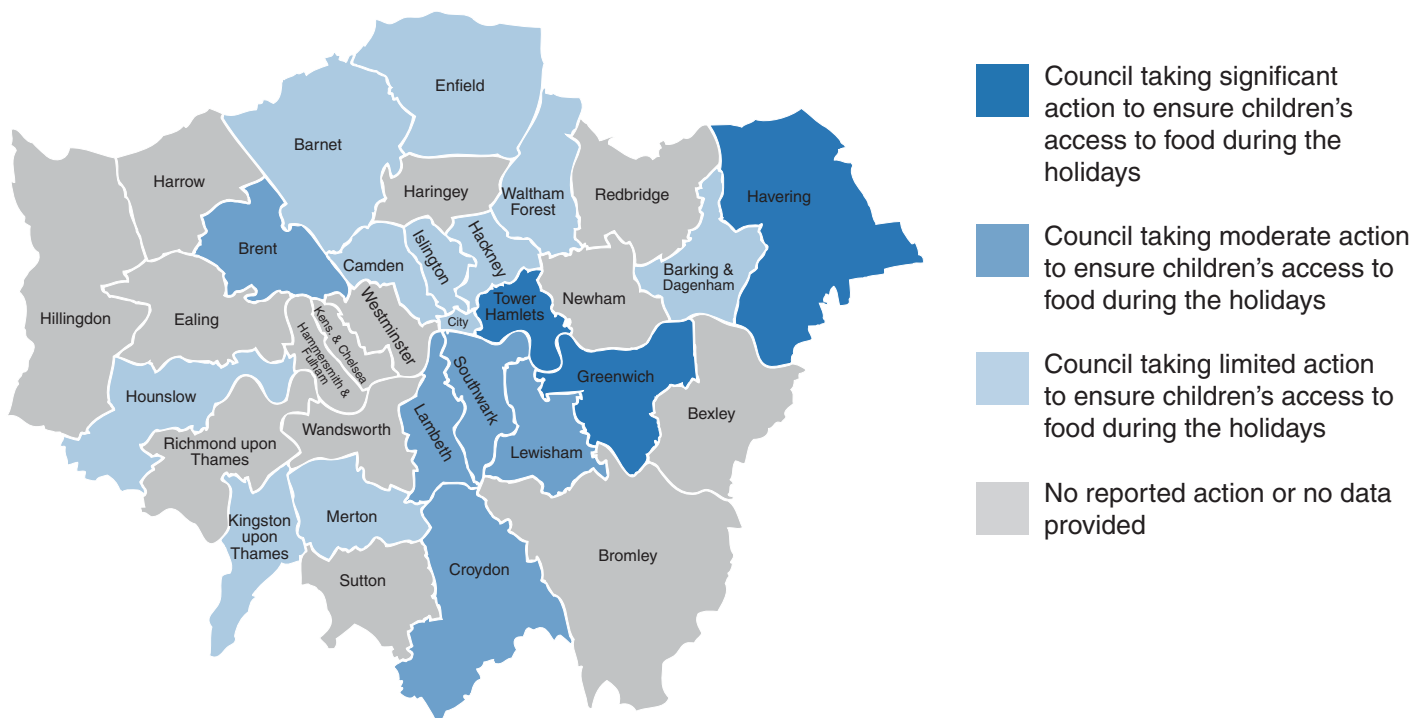 Enfield
Barnet
Harrow
Haringey
Waltham
Forest
Redbridge
Havering
Brent
Camden
Islington
Hackney
Barking &
Dagenham
Hillingdon
Ealing
Westminster
Kens. & Chelsea
Hammersmith &
Fulham
City
Tower
Hamlets
Newham
Hounslow
Richmond upon
Thames
Wandsworth
Lambeth
Southwark
Lewisham
Greenwich
Bexley
Kingston
upon
Thames
Merton
Sutton
Croydon
Bromley
Council taking significant
action to ensure children’s
access to food during the
holidays
Council taking moderate action
to ensure children’s access to
food during the holidays
Council taking limited action
to ensure children’s access to
food during the holidays
No reported action or no data
provided